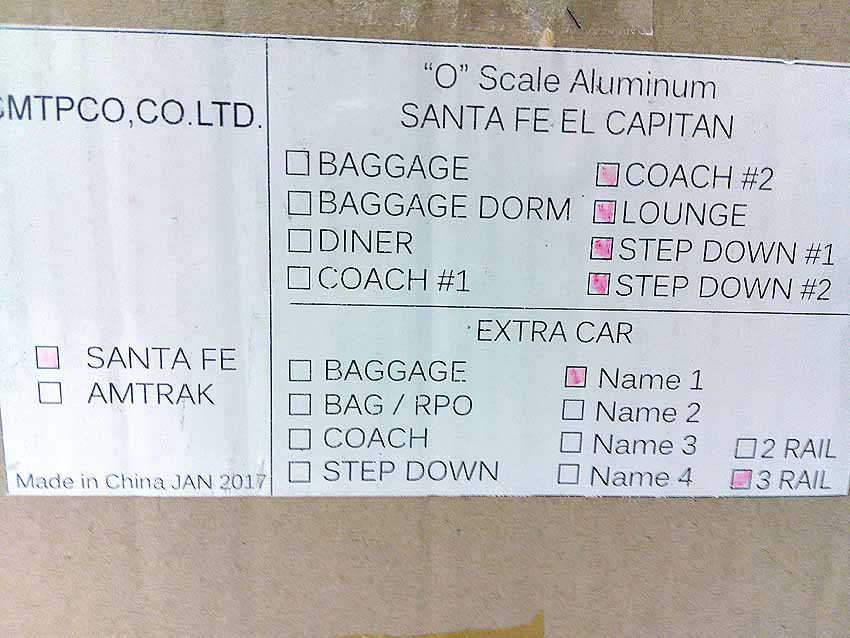 CMTPCO,CO.LTD.
SANTA FE
AMTRAK
Made in China JAN 2017
“O” Scale Aluminum
SANTA FE EL CAPITAN
BAGGAGE
BAGGAGE DORM
DINER
COACH #1
COACH #2
LOUNGE
STEP DOWN #1
STEP DOWN #2
EXTRA CAR
BAGGAGE
BAG / RPO
COACH
STEP DOWN
Name 1
Name 2
Name 3
Name 4
2 RAIL
3 RAIL